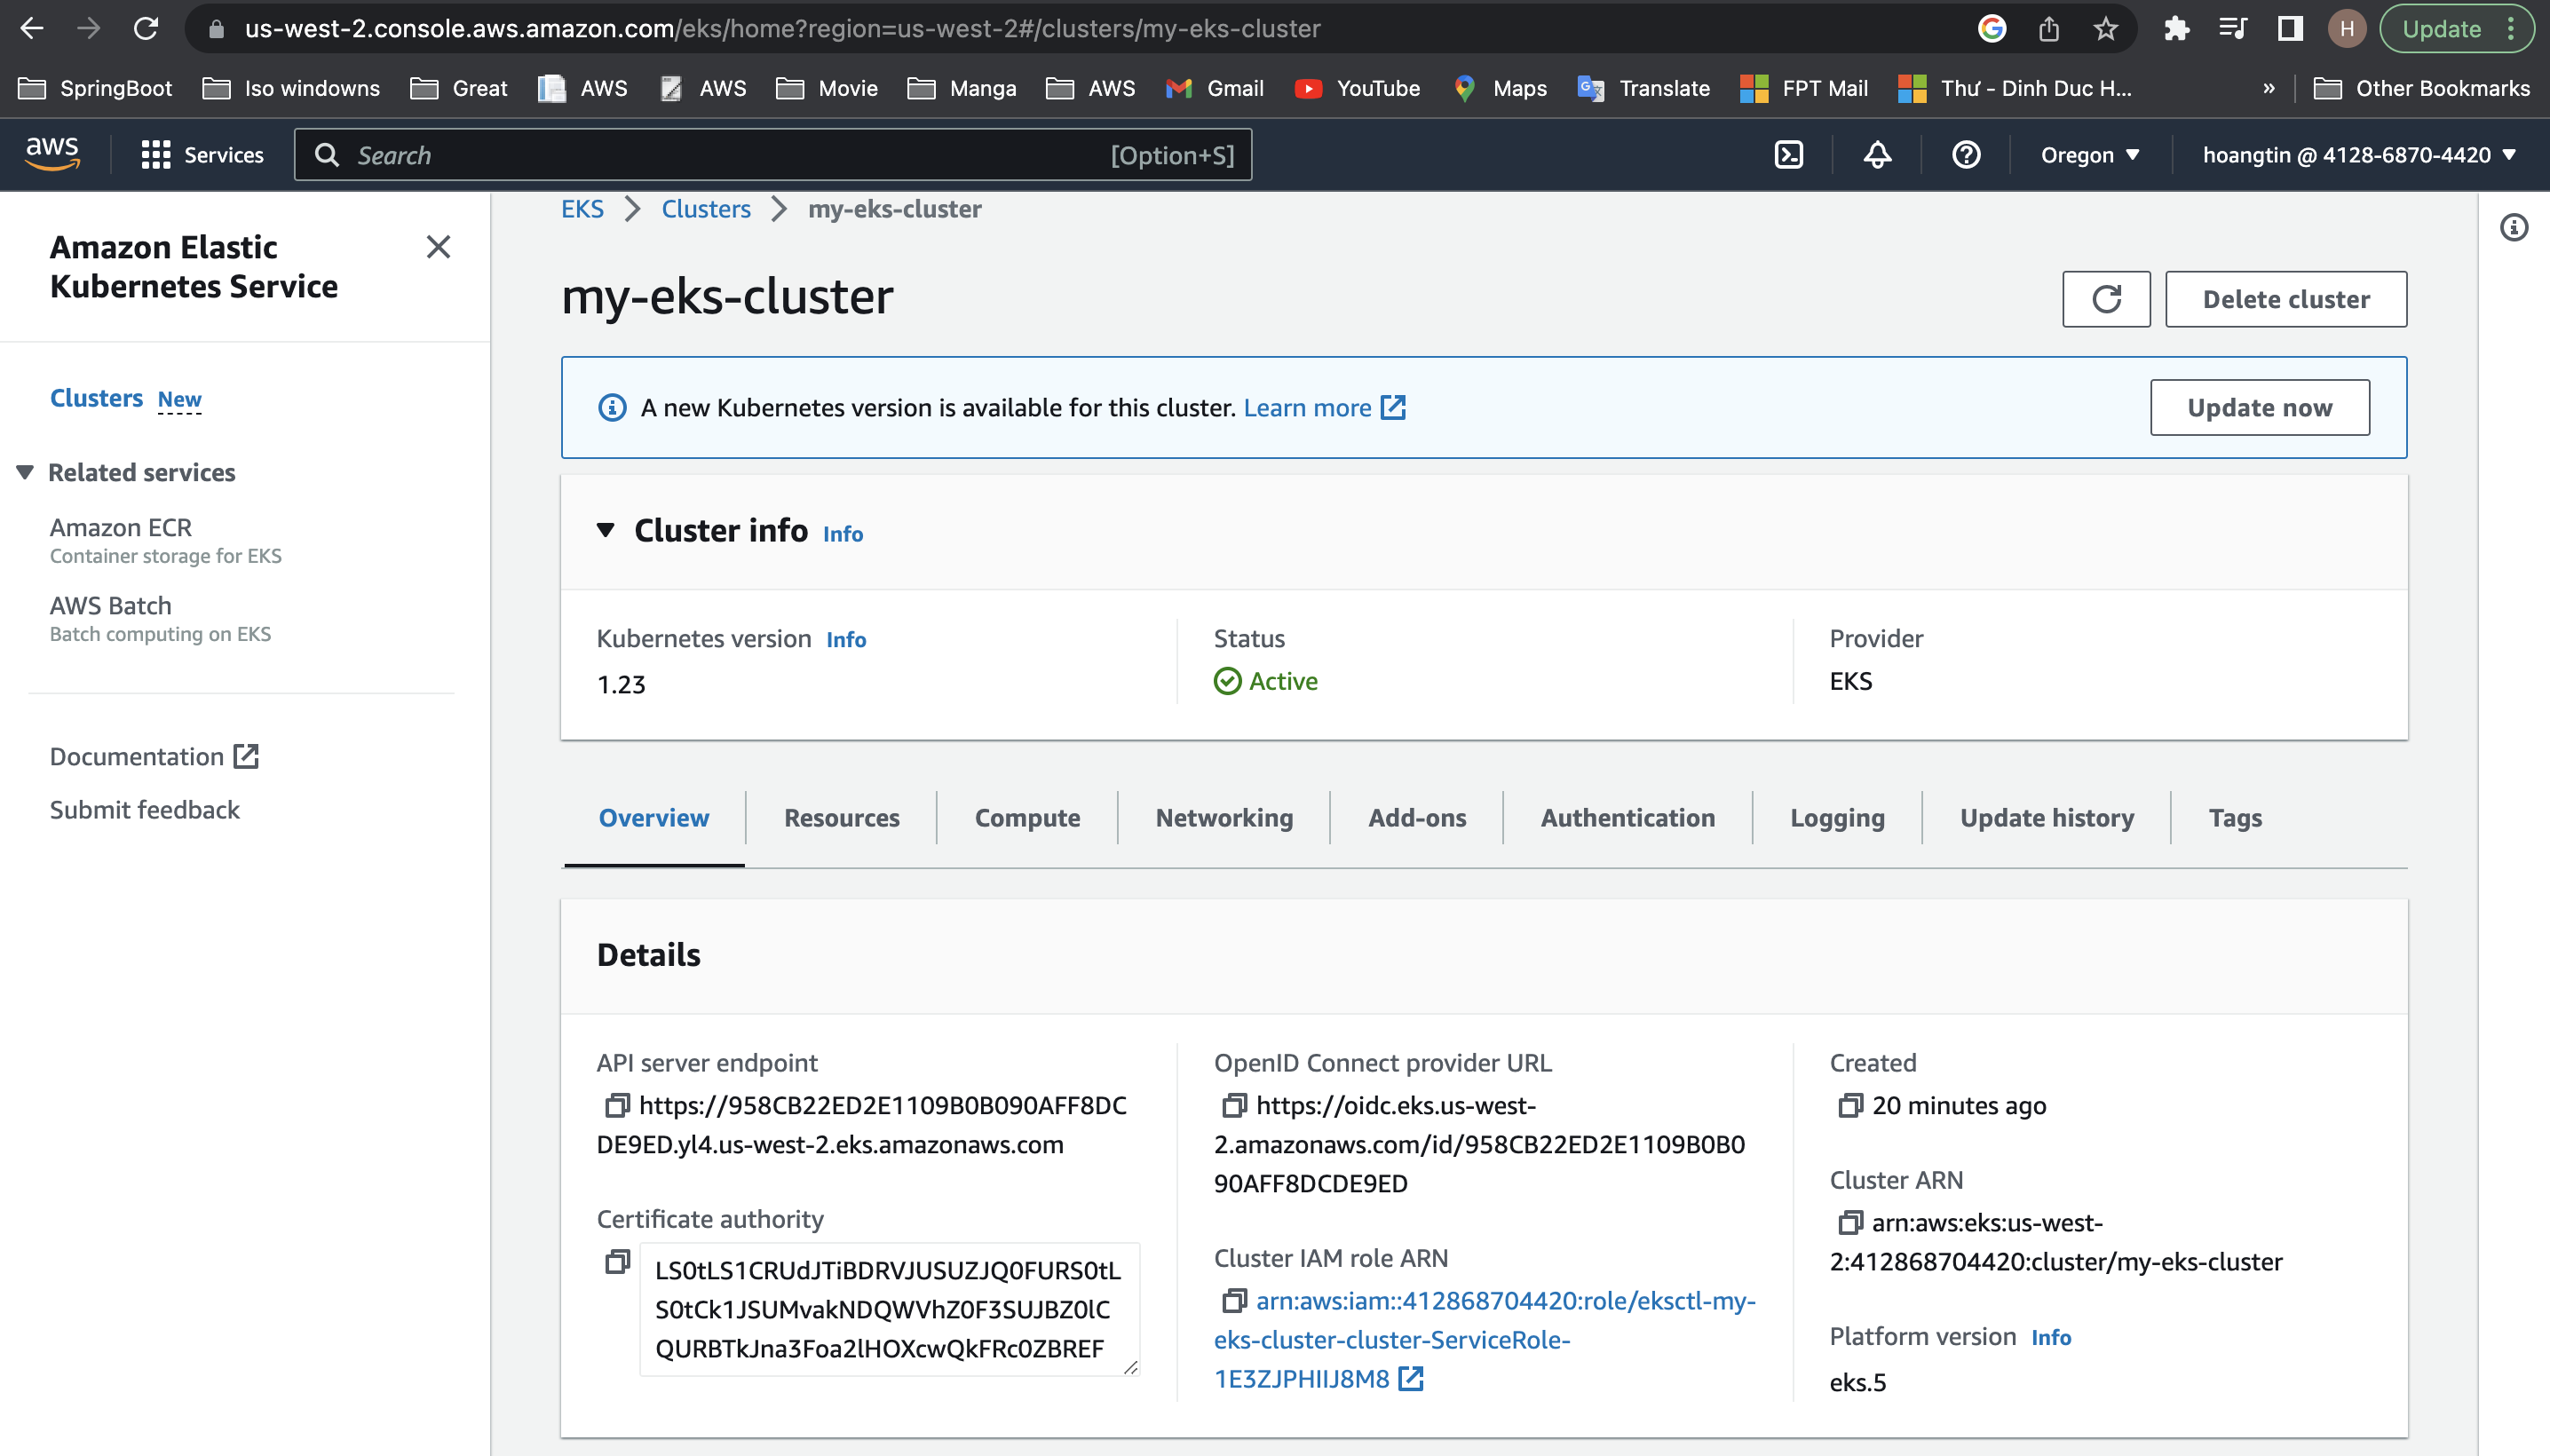 us-west-2.console.aws.amazon.com/eks/home?region=us-west-2#/clusters/my-eks-cluster
H
Update
SpringBoot
Iso windowns
Great
AWS
AWS
Movie
Manga
AWS
Gmail
YouTube
Maps
Translate
FPT Mail
Thư - Dinh Duc H...
»
Other Bookmarks
aws
Services
Search
[Option+S]
Oregon
hoangtin @ 4128-6870-4420
Amazon Elastic
Kubernetes Service
Clusters New
Related services
Amazon ECR
Container storage for EKS
AWS Batch
Batch computing on EKS
Documentation
Submit feedback
EKS > Clusters > my-eks-cluster
my-eks-cluster
Delete cluster
A new Kubernetes version is available for this cluster. Learn more
Update now
Cluster info Info
Kubernetes version Info
1.23
Status
Active
Provider
EKS
Overview
Resources
Compute
Networking
Add-ons
Authentication
Logging
Update history
Tags
Details
API server endpoint
https://958CB22ED2E1109B0B090AFF8DC
DE9ED.yl4.us-west-2.eks.amazonaws.com
Certificate authority
LS0tLS1CRUdJTiBDRVJUSUZJQ0FURS0tL
S0tCk1JSUMvakNDQWVhZ0F3SUJBZ0lC
QURBTkJna3Foa2lHOXcwQkFRc0ZBREF
OpenID Connect provider URL
https://oidc.eks.us-west-
2.amazonaws.com/id/958CB22ED2E1109B0B0
90AFF8DCDE9ED
Cluster IAM role ARN
arn:aws:iam::412868704420:role/eksctl-my-
eks-cluster-cluster-ServiceRole-
1E3ZJPHIIJ8M8
Created
20 minutes ago
Cluster ARN
arn:aws:eks:us-west-
2:412868704420:cluster/my-eks-cluster
Platform version Info
eks.5